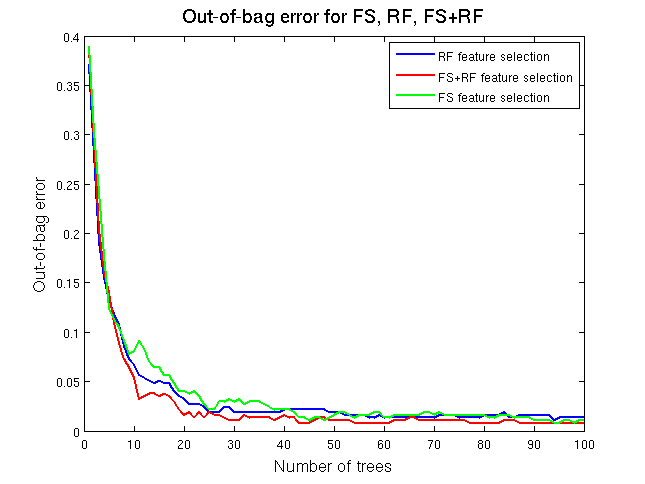 Out-of-bag error for FS, RF, FS+RF
0.4
0.35
0.3
0.25
0.2
0.15
0.1
0.05
0
Out-of-bag error
RF feature selection
FS+RF feature selection
FS feature selection
0 10 20 30 40 50 60 70 80 90 100
Number of trees